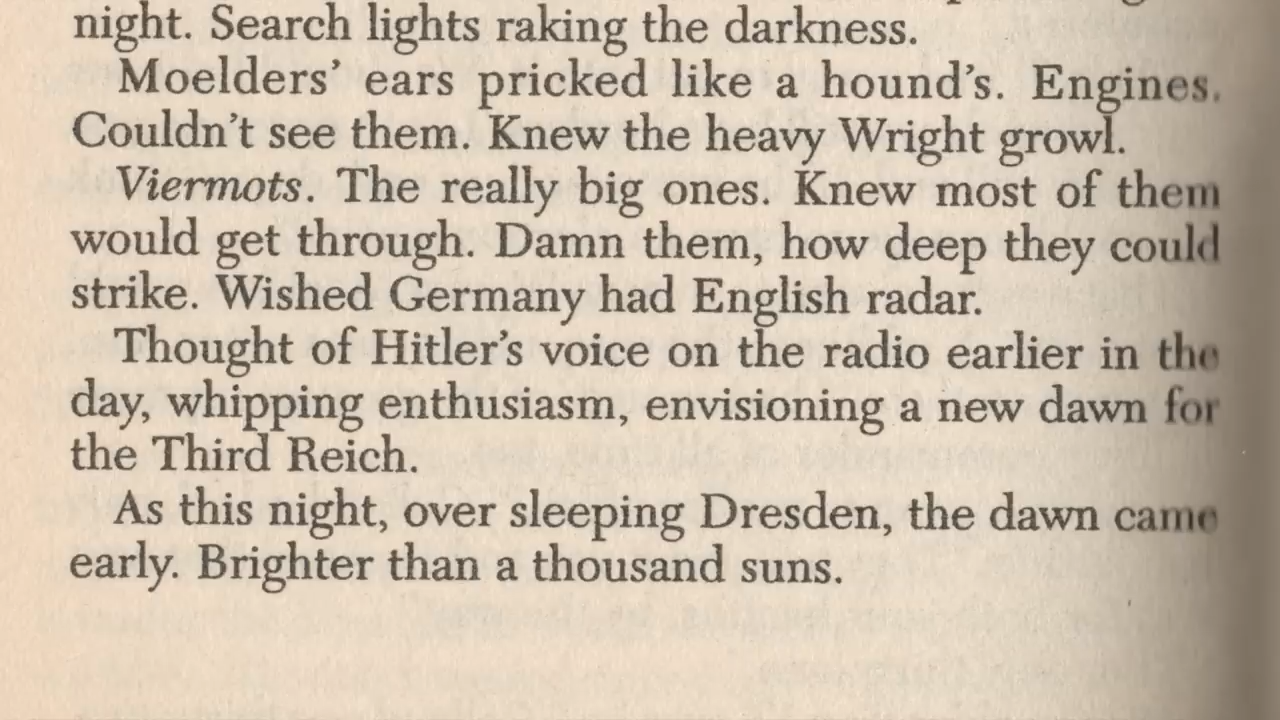 night. Search lights raking the darkness.
Moelders' ears pricked like a hound's. Engines.
Couldn't see them. Knew the heavy Wright growl.
Viermots. The really big ones. Knew most of them
would get through. Damn them, how deep they could
strike. Wished Germany had English radar.
Thought of Hitler's voice on the radio earlier in the
day, whipping enthusiasm, envisioning a new dawn for
the Third Reich.
As this night, over sleeping Dresden, the dawn came
early. Brighter than a thousand suns.